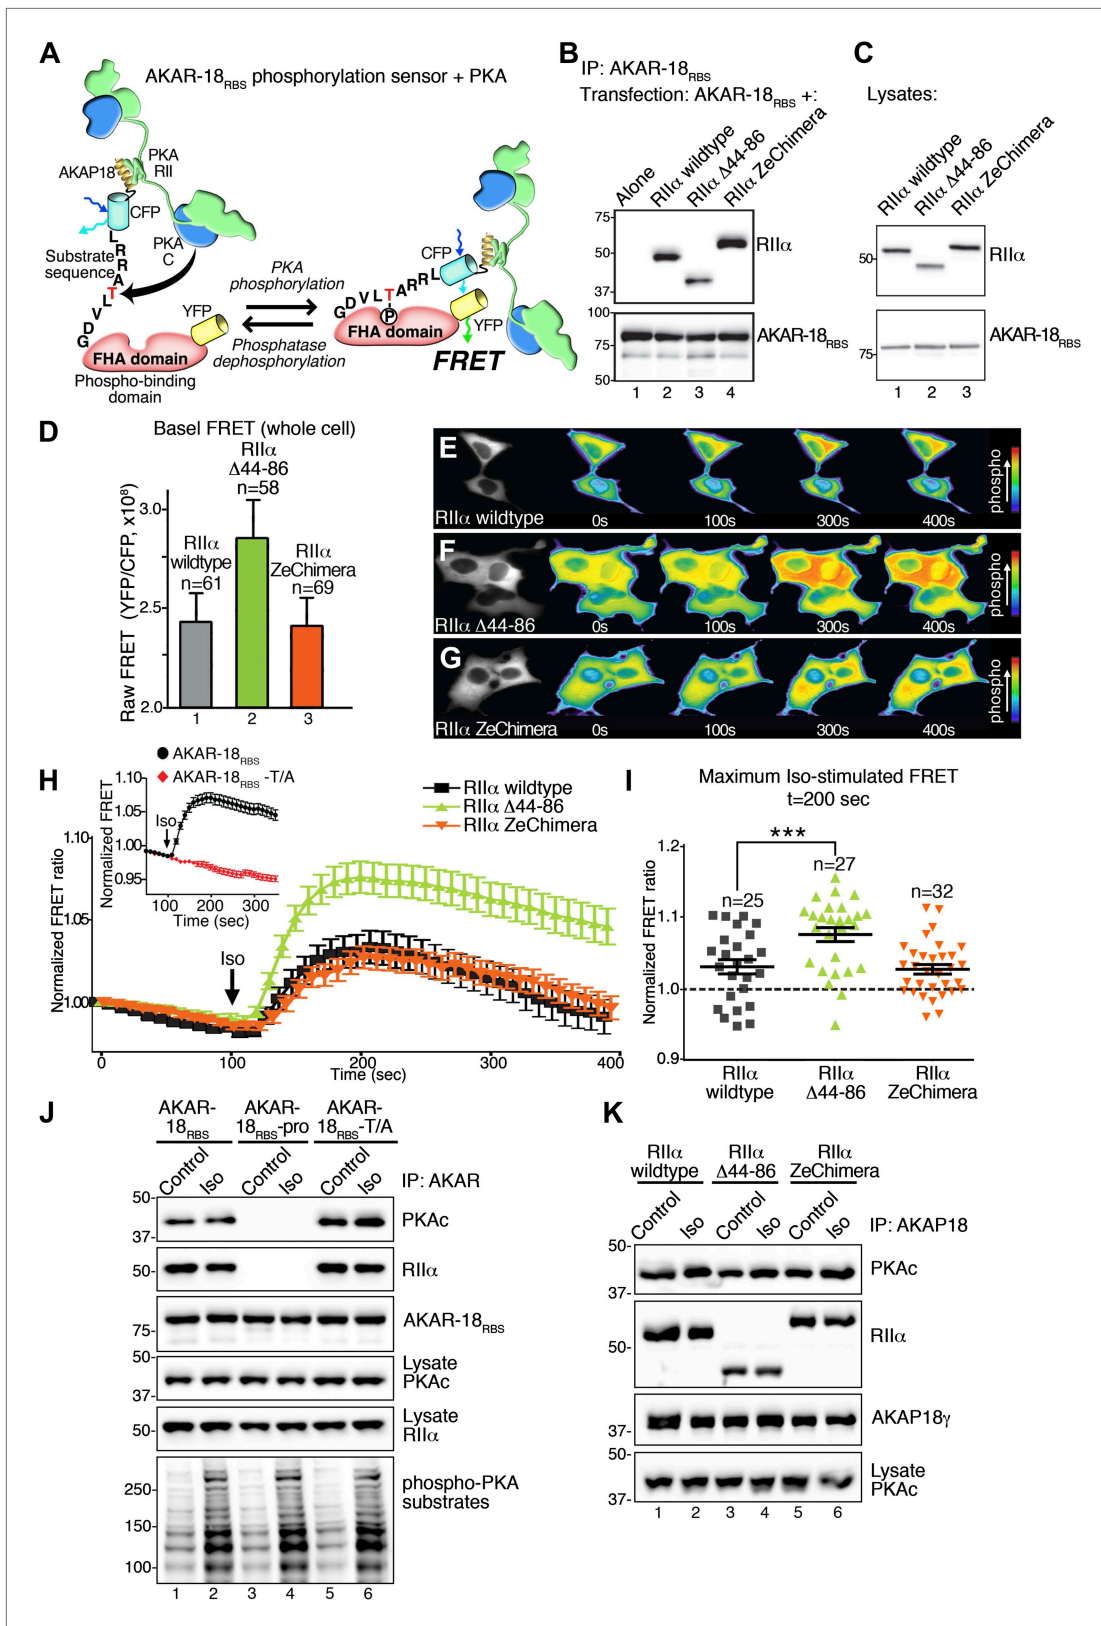 A
AKAR-18RBS phosphorylation sensor + PKA
AKAP18
PKA
RII
CFP
PKA
C
Substrate
sequence
L
R
R
A
T
L
V
D
G
YFP
FHA domain
Phospho-binding
domain
PKA
phosphorylation
Phosphatase
dephosphorylation
CFP
GDVLTARRL
P
FHA domain
YFP
FRET
B
IP: AKAR-18RBS
Transfection: AKAR-18RBS +:
Alone
RIIα wildtype
RIIα Δ44-86
RIIα ZeChimera
75-
50-
37-
RIIα
100-
75-
50-
AKAR-18RBS
1 2 3 4
C
Lysates:
RIIα wildtype
RIIα Δ44-86
RIIα ZeChimera
50-
RIIα
75-
AKAR-18RBS
1 2 3
D
Basel FRET (whole cell)
Raw FRET (YFP/CFP, x10⁸)
3.0
2.5
2.0
RIIα
wildtype
n=61
RIIα
Δ44-86
n=58
RIIα
ZeChimera
n=69
1 2 3
E
RIIα wildtype
0s 100s 300s 400s
phospho
F
RIIα Δ44-86
0s 100s 300s 400s
phospho
G
RIIα ZeChimera
0s 100s 300s 400s
phospho
H
AKAR-18RBS
AKAR-18RBS-T/A
Normalized FRET
1.10
1.05
1.00
0.95
Iso
0 100 200 300
Time (sec)
RIIα wildtype
RIIα Δ44-86
RIIα ZeChimera
Normalized FRET ratio
1.10
1.05
1.00
Iso
0 100 200 300 400
Time (sec)
I
Maximum Iso-stimulated FRET
t=200 sec
Normalized FRET ratio
1.2
1.1
1.0
0.9
***
n=25
n=27
n=32
RIIα
wildtype
RIIα
Δ44-86
RIIα
ZeChimera
J
AKAR-
18RBS
AKAR-
18RBS-pro
AKAR-
18RBS-T/A
Control
Iso
Control
Iso
Control
Iso
IP: AKAR
50-
37-
PKAc
50-
RIIα
75-
AKAR-18RBS
50-
37-
Lysate
PKAc
50-
Lysate
RIIα
250-
150-
100-
phospho-PKA
substrates
1 2 3 4 5 6
K
RIIα
wildtype
RIIα
Δ44-86
RIIα
ZeChimera
Control
Iso
Control
Iso
Control
Iso
IP: AKAP18
50-
37-
PKAc
50-
RIIα
37-
AKAP18γ
50-
37-
Lysate
PKAc
1 2 3 4 5 6